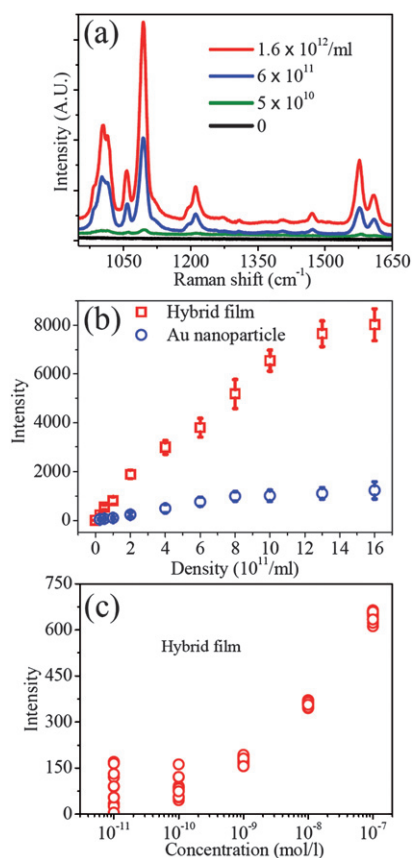 (a)
1.6 x 10¹²/ml
6 x 10¹¹
5 x 10¹⁰
0
Intensity (A.U.)
1050 1200 1350 1500 1650
Raman shift (cm⁻¹)
(b)
Hybrid film
Au nanoparticle
8000
6000
4000
2000
0
Intensity
0 2 4 6 8 10 12 14 16
Density (10¹¹/ml)
(c)
Hybrid film
750
600
450
300
150
0
Intensity
10⁻¹¹ 10⁻¹⁰ 10⁻⁹ 10⁻⁸ 10⁻⁷
Concentration (mol/l)